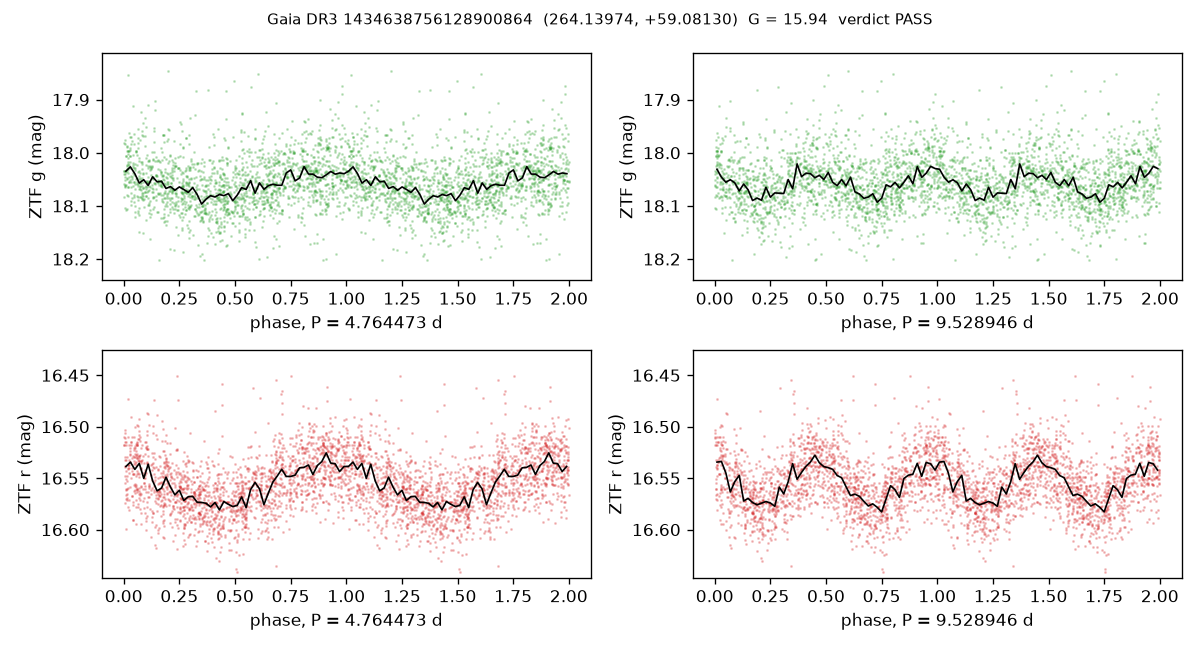 Gaia DR3 1434638756128900864 (264.13974, +59.08130) G = 15.94 verdict PASS
ZTF g (mag)
17.9
18.0
18.1
18.2
0.00 0.25 0.50 0.75 1.00 1.25 1.50 1.75 2.00
phase, P = 4.764473 d
ZTF g (mag)
17.9
18.0
18.1
18.2
0.00 0.25 0.50 0.75 1.00 1.25 1.50 1.75 2.00
phase, P = 9.528946 d
ZTF r (mag)
16.45
16.50
16.55
16.60
0.00 0.25 0.50 0.75 1.00 1.25 1.50 1.75 2.00
phase, P = 4.764473 d
ZTF r (mag)
16.45
16.50
16.55
16.60
0.00 0.25 0.50 0.75 1.00 1.25 1.50 1.75 2.00
phase, P = 9.528946 d